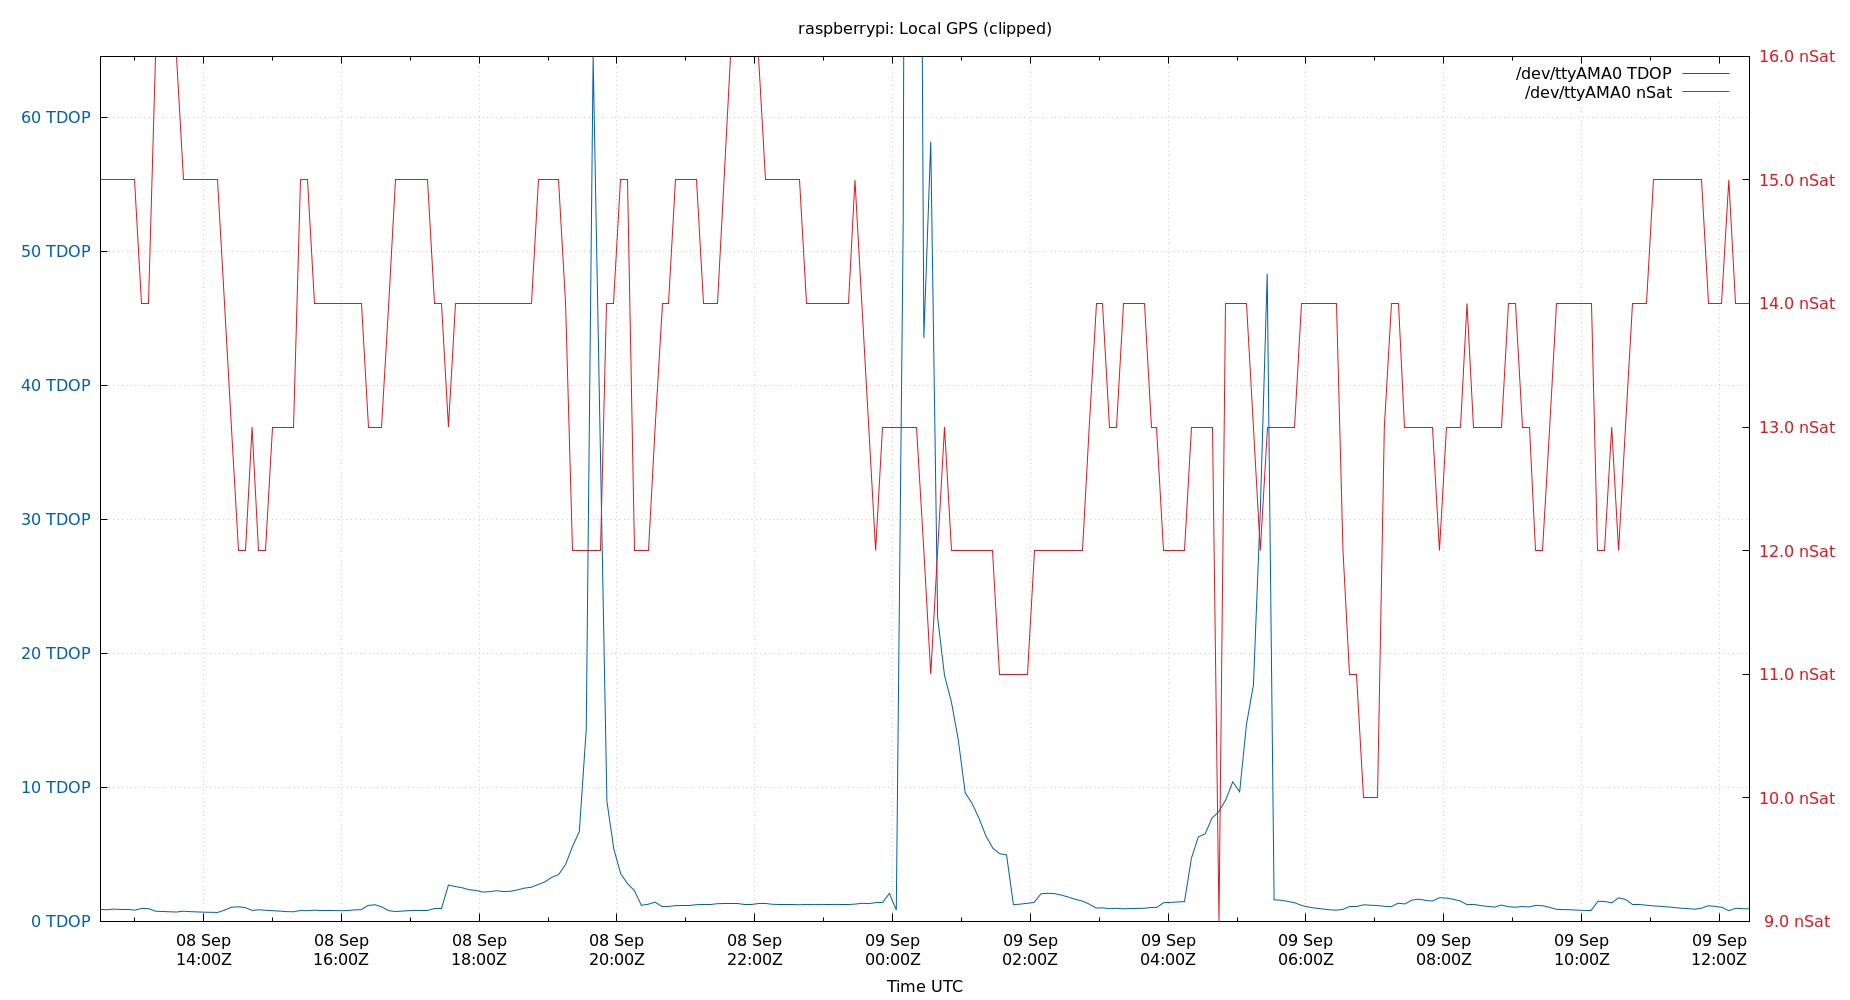 raspberrypi: Local GPS (clipped)
16.0 nSat
/dev/ttyAMA0 TDOP
/dev/ttyAMA0 nSat
60 TDOP
15.0 nSat
50 TDOP
14.0 nSat
40 TDOP
13.0 nSat
30 TDOP
12.0 nSat
20 TDOP
11.0 nSat
10 TDOP
10.0 nSat
0 TDOP
9.0 nSat
08 Sep 08 Sep 08 Sep 08 Sep 08 Sep 09 Sep 09 Sep 09 Sep 09 Sep 09 Sep 09 Sep 09 Sep
14:00Z 16:00Z 18:00Z 20:00Z 22:00Z 00:00Z 02:00Z 04:00Z 06:00Z 08:00Z 10:00Z 12:00Z
Time UTC